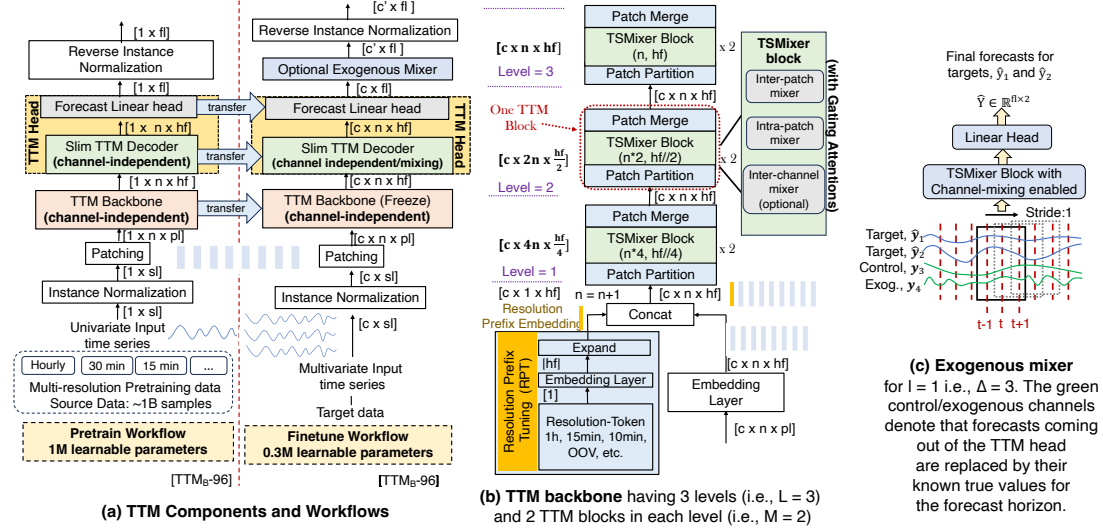 [1 x fl]
Reverse Instance
Normalization
[1 x fl]
Forecast Linear head
[1 x n x hf]
Slim TTM Decoder
(channel-independent)
TTM Head
[1 x n x hf ]
TTM Backbone
(channel-independent)
[1 x n x pl]
Patching
[1 x sl]
Instance Normalization
[1 x sl]
Univariate Input
time series
Hourly
30 min
15 min
...
Multi-resolution Pretraining data
Source Data: ~1B samples
Pretrain Workflow
1M learnable parameters
[TTMB-96]
transfer
transfer
transfer
[c' x fl ]
Reverse Instance Normalization
[c' x fl ]
Optional Exogenous Mixer
[c x fl]
Forecast Linear head
[c x n x hf]
Slim TTM Decoder
(channel independent/mixing)
TTM Head
[c x n x hf]
TTM Backbone (Freeze)
(channel-independent)
[c x n x pl]
Patching
[c x sl]
Instance Normalization
[c x sl]
Multivariate Input
time series
Target data
Finetune Workflow
0.3M learnable parameters
[TTMB-96]
(a) TTM Components and Workflows
Patch Merge
TSMixer Block
(n, hf)
Patch Partition
x 2
[c x n x hf]
Level = 3
[c x n x hf]
One TTM
Block
Patch Merge
TSMixer Block
(n*2, hf//2)
Patch Partition
x 2
[c x 2n x hf/2]
Level = 2
[c x n x hf]
Patch Merge
TSMixer Block
(n*4, hf//4)
Patch Partition
x 2
[c x 4n x hf/4]
Level = 1
TSMixer
block
Inter-patch
mixer
Intra-patch
mixer
Inter-channel
mixer
(optional)
(with Gating Attentions)
[c x 1 x hf]
n = n+1
[c x n x hf]
Resolution
Prefix Embedding
Concat
Resolution Prefix
Tuning (RPT)
Expand
|hf|
Embedding Layer
[1]
Resolution-Token
1h, 15min, 10min,
OOV, etc.
[c x n x hf]
Embedding
Layer
[c x n x pl]
(b) TTM backbone having 3 levels (i.e., L = 3)
and 2 TTM blocks in each level (i.e., M = 2)
Final forecasts for
targets, ŷ1 and ŷ2
Ŷ ∈ ℝ^fl×2
Linear Head
TSMixer Block with
Channel-mixing enabled
Stride:1
Target, ŷ1
Target, ŷ2
Control, y3
Exog., y4
t-1 t t+1
(c) Exogenous mixer
for l = 1 i.e., Δ = 3. The green
control/exogenous channels
denote that forecasts coming
out of the TTM head
are replaced by their
known true values for
the forecast horizon.